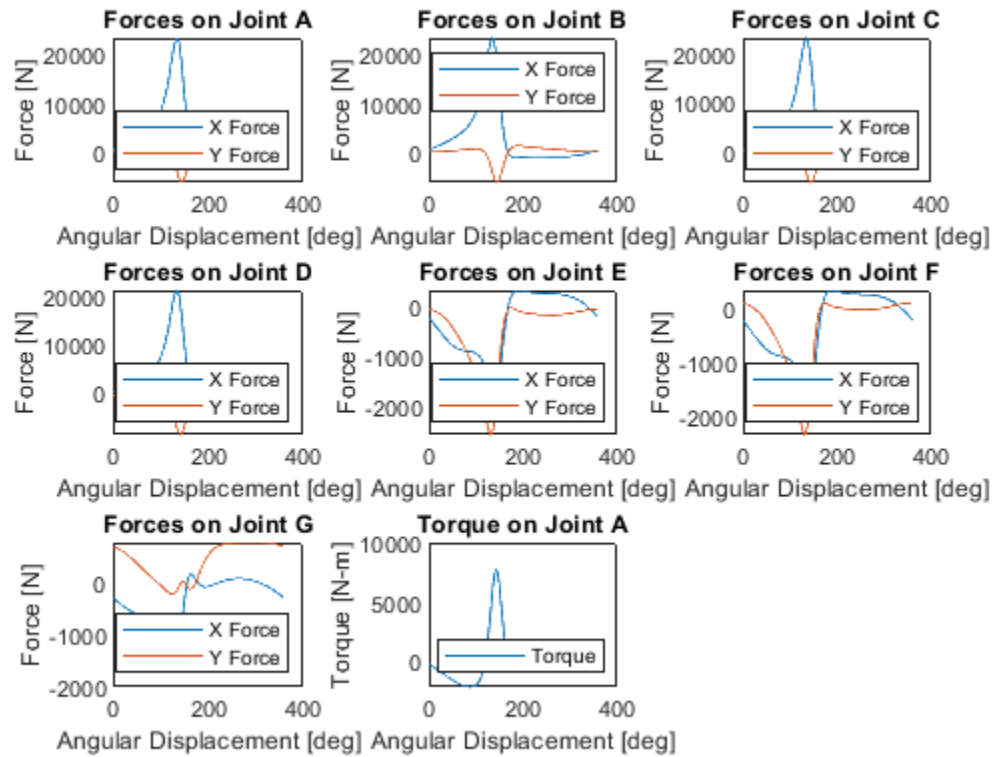 Forces on Joint A
Force [N]
20000
10000
0
X Force
Y Force
0 200 400
Angular Displacement [deg]
Forces on Joint B
Force [N]
20000
10000
0
X Force
Y Force
0 200 400
Angular Displacement [deg]
Forces on Joint C
Force [N]
20000
10000
0
X Force
Y Force
0 200 400
Angular Displacement [deg]
Forces on Joint D
Force [N]
20000
10000
0
X Force
Y Force
0 200 400
Angular Displacement [deg]
Forces on Joint E
Force [N]
0
-1000
-2000
X Force
Y Force
0 200 400
Angular Displacement [deg]
Forces on Joint F
Force [N]
0
-1000
-2000
X Force
Y Force
0 200 400
Angular Displacement [deg]
Forces on Joint G
Force [N]
0
-1000
-2000
X Force
Y Force
0 200 400
Angular Displacement [deg]
Torque on Joint A
Torque [N-m]
10000
5000
0
Torque
0 200 400
Angular Displacement [deg]